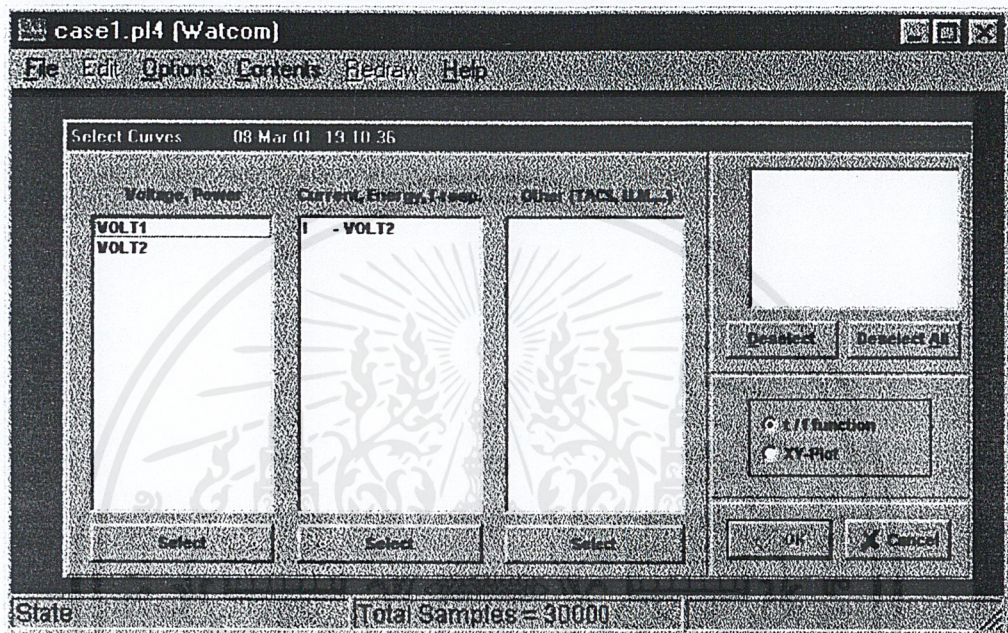 case1.pl4 (Watcom)
File Edit Options Contents Redraw Help
Select Curves 08-Mar-01 19:10:36
Voltage, Power
VOLT1
VOLT2
Select
Current, Energy, Freqp.
I - VOLT2
Select
Other (TACS, U.M....)
Select
Deselect Deselect All
t / f function
XY-Plot
OK Cancel
State Total Samples = 30000